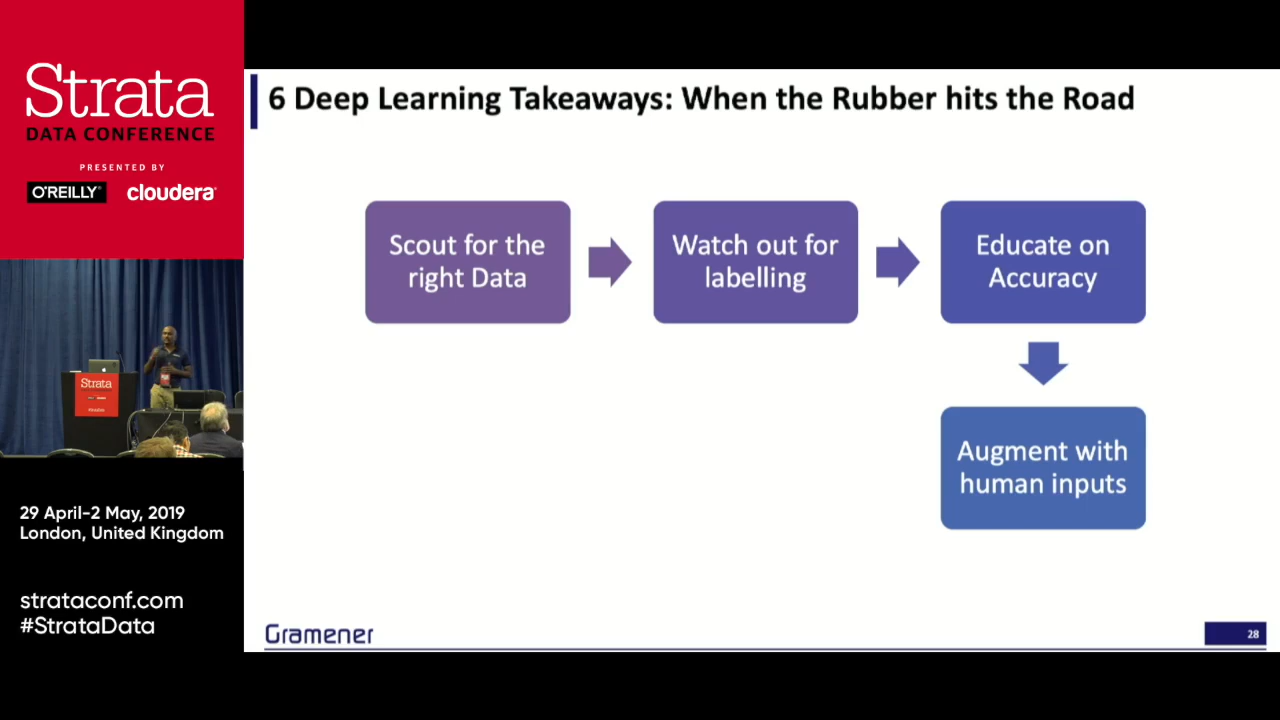 Strata
DATA CONFERENCE
PRESENTED BY
O'REILLY®
cloudera
29 April-2 May, 2019
London, United Kingdom
strataconf.com
#StrataData
6 Deep Learning Takeaways: When the Rubber hits the Road
Scout for the
right Data
Watch out for
labelling
Educate on
Accuracy
Augment with
human inputs
Gramener
28
Strata